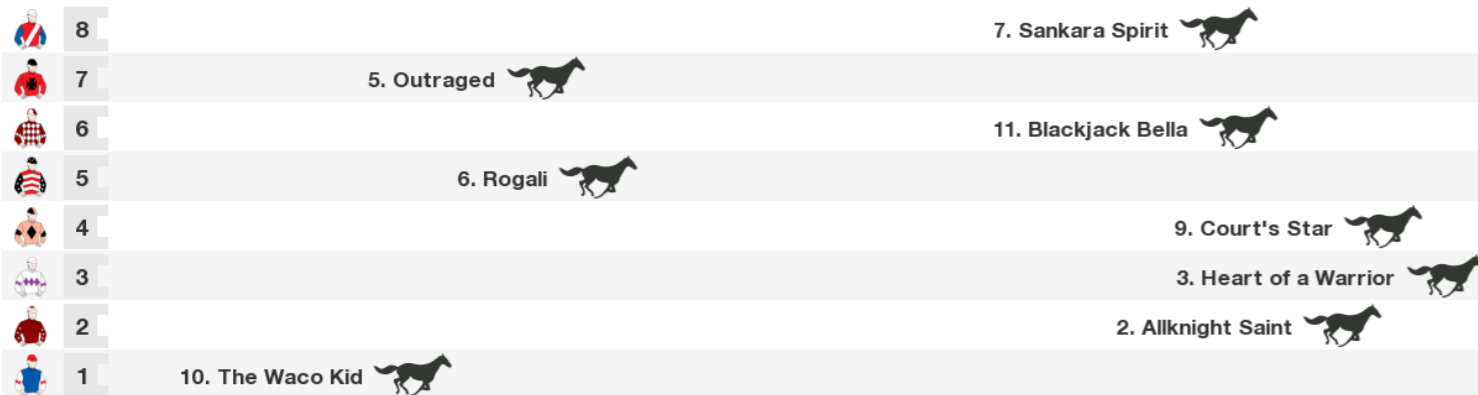 8 7. Sankara Spirit
7 5. Outraged
6 11. Blackjack Bella
5 6. Rogali
4 9. Court's Star
3 3. Heart of a Warrior
2 2. Allknight Saint
1 10. The Waco Kid